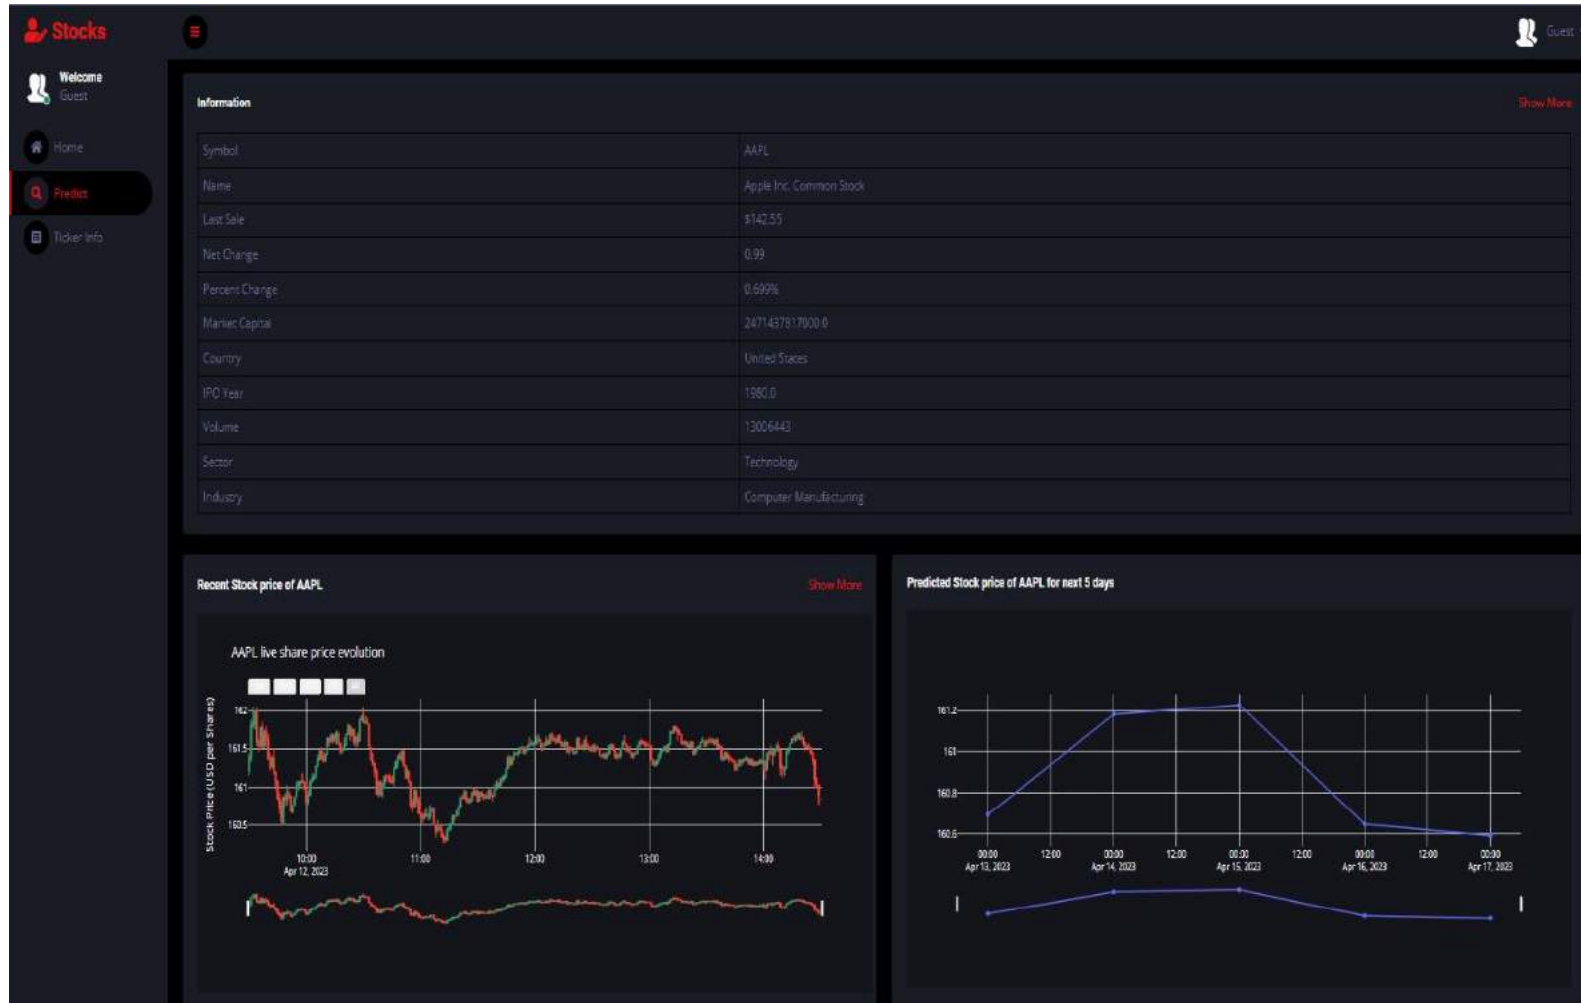 Stocks
Guest
Welcome
Guest
Home
Predict
Ticker Info
Information Show More
Symbol AAPL
Name Apple Inc. Common Stock
Last Sale $142.55
Net Change 0.99
Percent Change 0.699%
Market Capital 2471437817000.0
Country United States
IPO Year 1980.0
Volume 13006443
Sector Technology
Industry Computer Manufacturing
Recent Stock price of AAPL Show More
AAPL live share price evolution
Stock Price (USD per Shares)
162
161.5
161
160.5
10:00 11:00 12:00 13:00 14:00
Apr 12, 2023
Predicted Stock price of AAPL for next 5 days
161.2
161
160.8
160.6
00:00 12:00 00:00 12:00 00:00 12:00 00:00 12:00 00:00
Apr 13, 2023 Apr 14, 2023 Apr 15, 2023 Apr 16, 2023 Apr 17, 2023